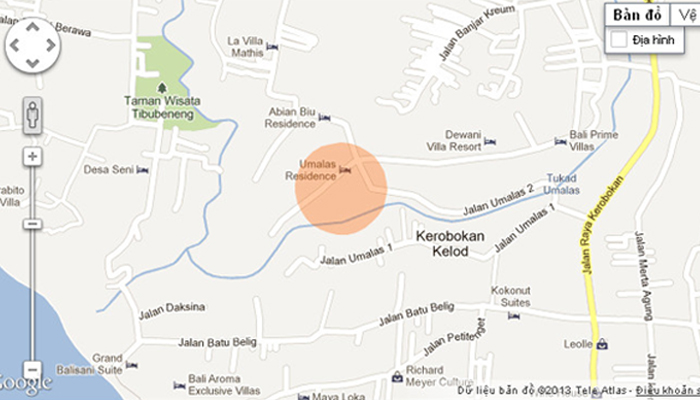 Bản đồ
Vệ
Địa hình
Berawa
La Villa
Mathis
Jalan Banjar Kreum
Taman Wisata
Tibubeneng
Abian Biu
Residence
Dewani
Villa Resort
Bali Prime
Villas
Desa Seni
Umalas
Residence
Tukad
Umalas
Villa
Jalan Umalas 2
Jalan Umalas 1
Jalan Raya Kerobokan
Kerobokan
Kelod
Jalan Umalas 1
Jalan Merta Agung
Kokonut
Suites
Jalan Daksina
Jalan Batu Belig
Jalan Batu Belig
Jalan Petitenget
Leolle
Grand
Balisani Suite
Richard
Meyer Culture
Bali Aroma
Exclusive Villas
Maya Loka
Google
Dữ liệu bản đồ ©2013 Tele Atlas - Điều khoản s